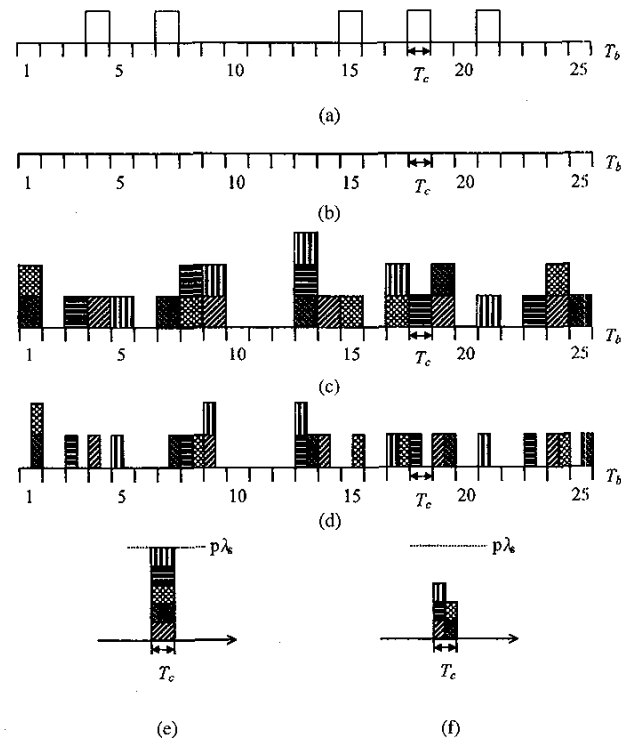 1 5 10 15 20 25 T_b
T_c
(a)
1 5 10 15 20 25 T_b
T_c
(b)
1 5 10 15 20 25 T_b
T_c
(c)
1 5 10 15 20 25 T_b
T_c
(d)
pλ_s pλ_s
T_c T_c
(e) (f)